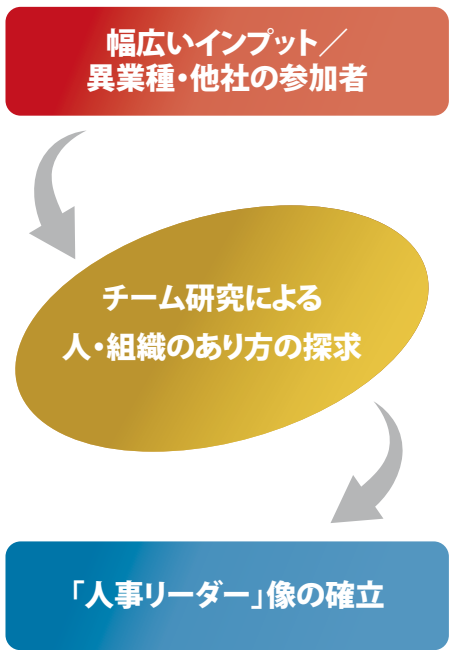 幅広いインプット／
異業種・他社の参加者
チーム研究による
人・組織のあり方の探求
「人事リーダー」像の確立